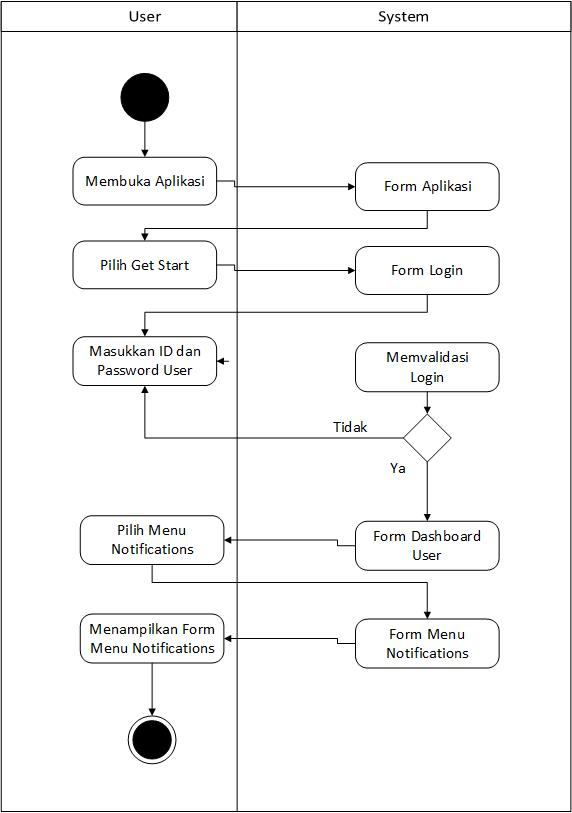 User
System
Membuka Aplikasi
Form Aplikasi
Pilih Get Start
Form Login
Masukkan ID dan
Password User
Memvalidasi
Login
Tidak
Ya
Pilih Menu
Notifications
Form Dashboard
User
Menampilkan Form
Menu Notifications
Form Menu
Notifications